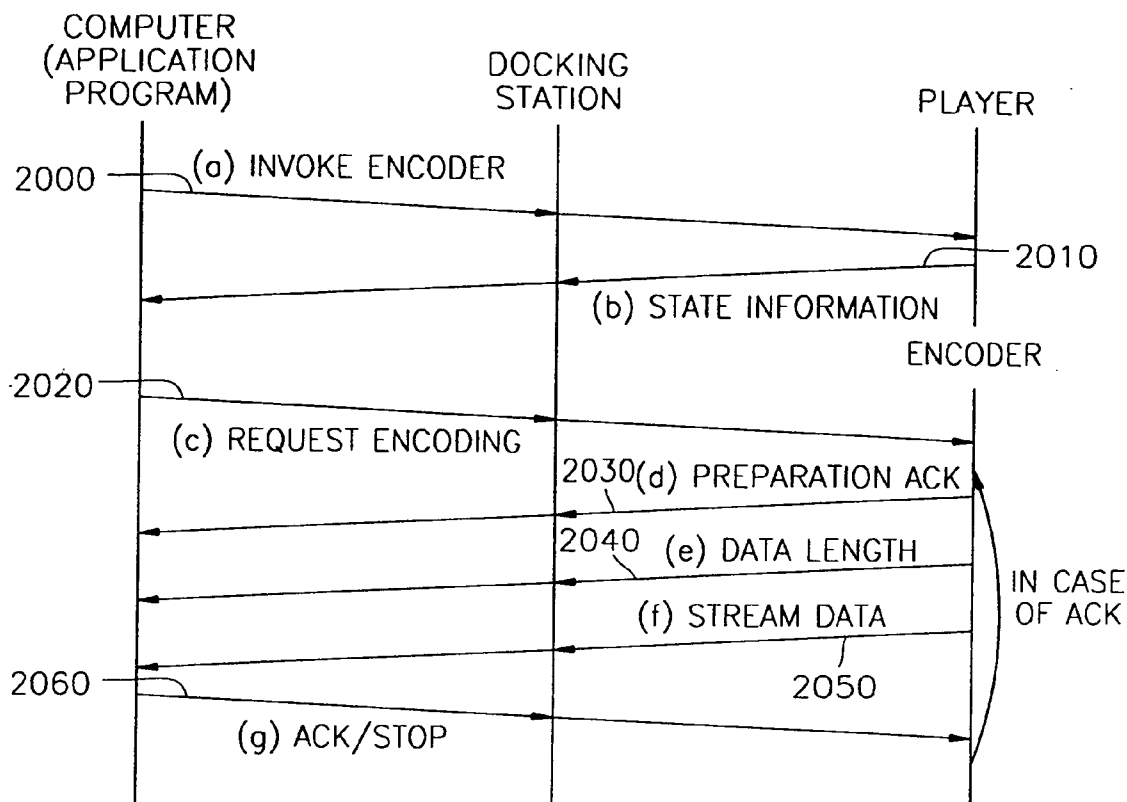 COMPUTER
(APPLICATION
PROGRAM)
DOCKING
STATION
PLAYER
2000
(a) INVOKE ENCODER
2010
(b) STATE INFORMATION
ENCODER
2020
(c) REQUEST ENCODING
2030
(d) PREPARATION ACK
2040
(e) DATA LENGTH
IN CASE
OF ACK
(f) STREAM DATA
2050
2060
(g) ACK/STOP